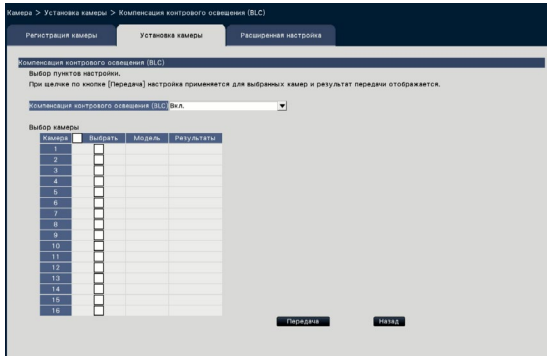 Камера > Установка камеры > Компенсация контрового освещения (BLC)
Регистрация камеры Установка камеры Расширенная настройка
Компенсация контрового освещения (BLC)
Выбор пунктов настройки.
При щелчке по кнопке [Передача] настройка применяется для выбранных камер и результат передачи отображается.
Компенсация контрового освещения (BLC) Вкл.
Выбор камеры
Камера Выбрать Модель Результаты
1
2
3
4
5
6
7
8
9
10
11
12
13
14
15
16
Передача Назад